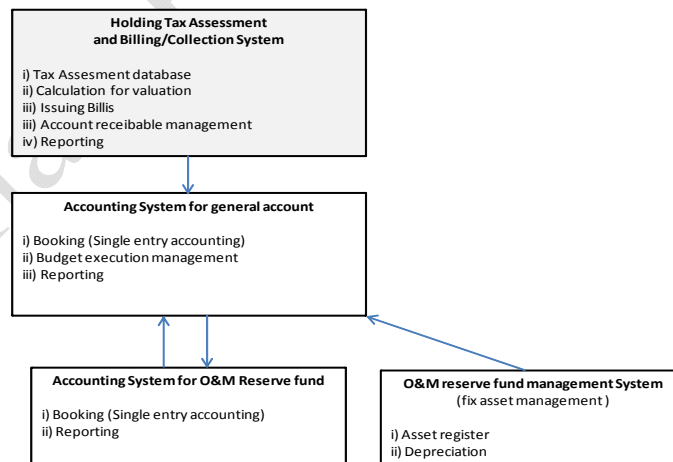 Holding Tax Assessment
and Billing/Collection System
i) Tax Assesment database
ii) Calculation for valuation
iii) Issuing Billis
iii) Account receibable management
iv) Reporting
Accounting System for general account
i) Booking (Single entry accounting)
ii) Budget execution management
iii) Reporting
Accounting System for O&M Reserve fund
i) Booking (Single entry accounting)
ii) Reporting
O&M reserve fund management System
(fix asset management )
i) Asset register
ii) Depreciation